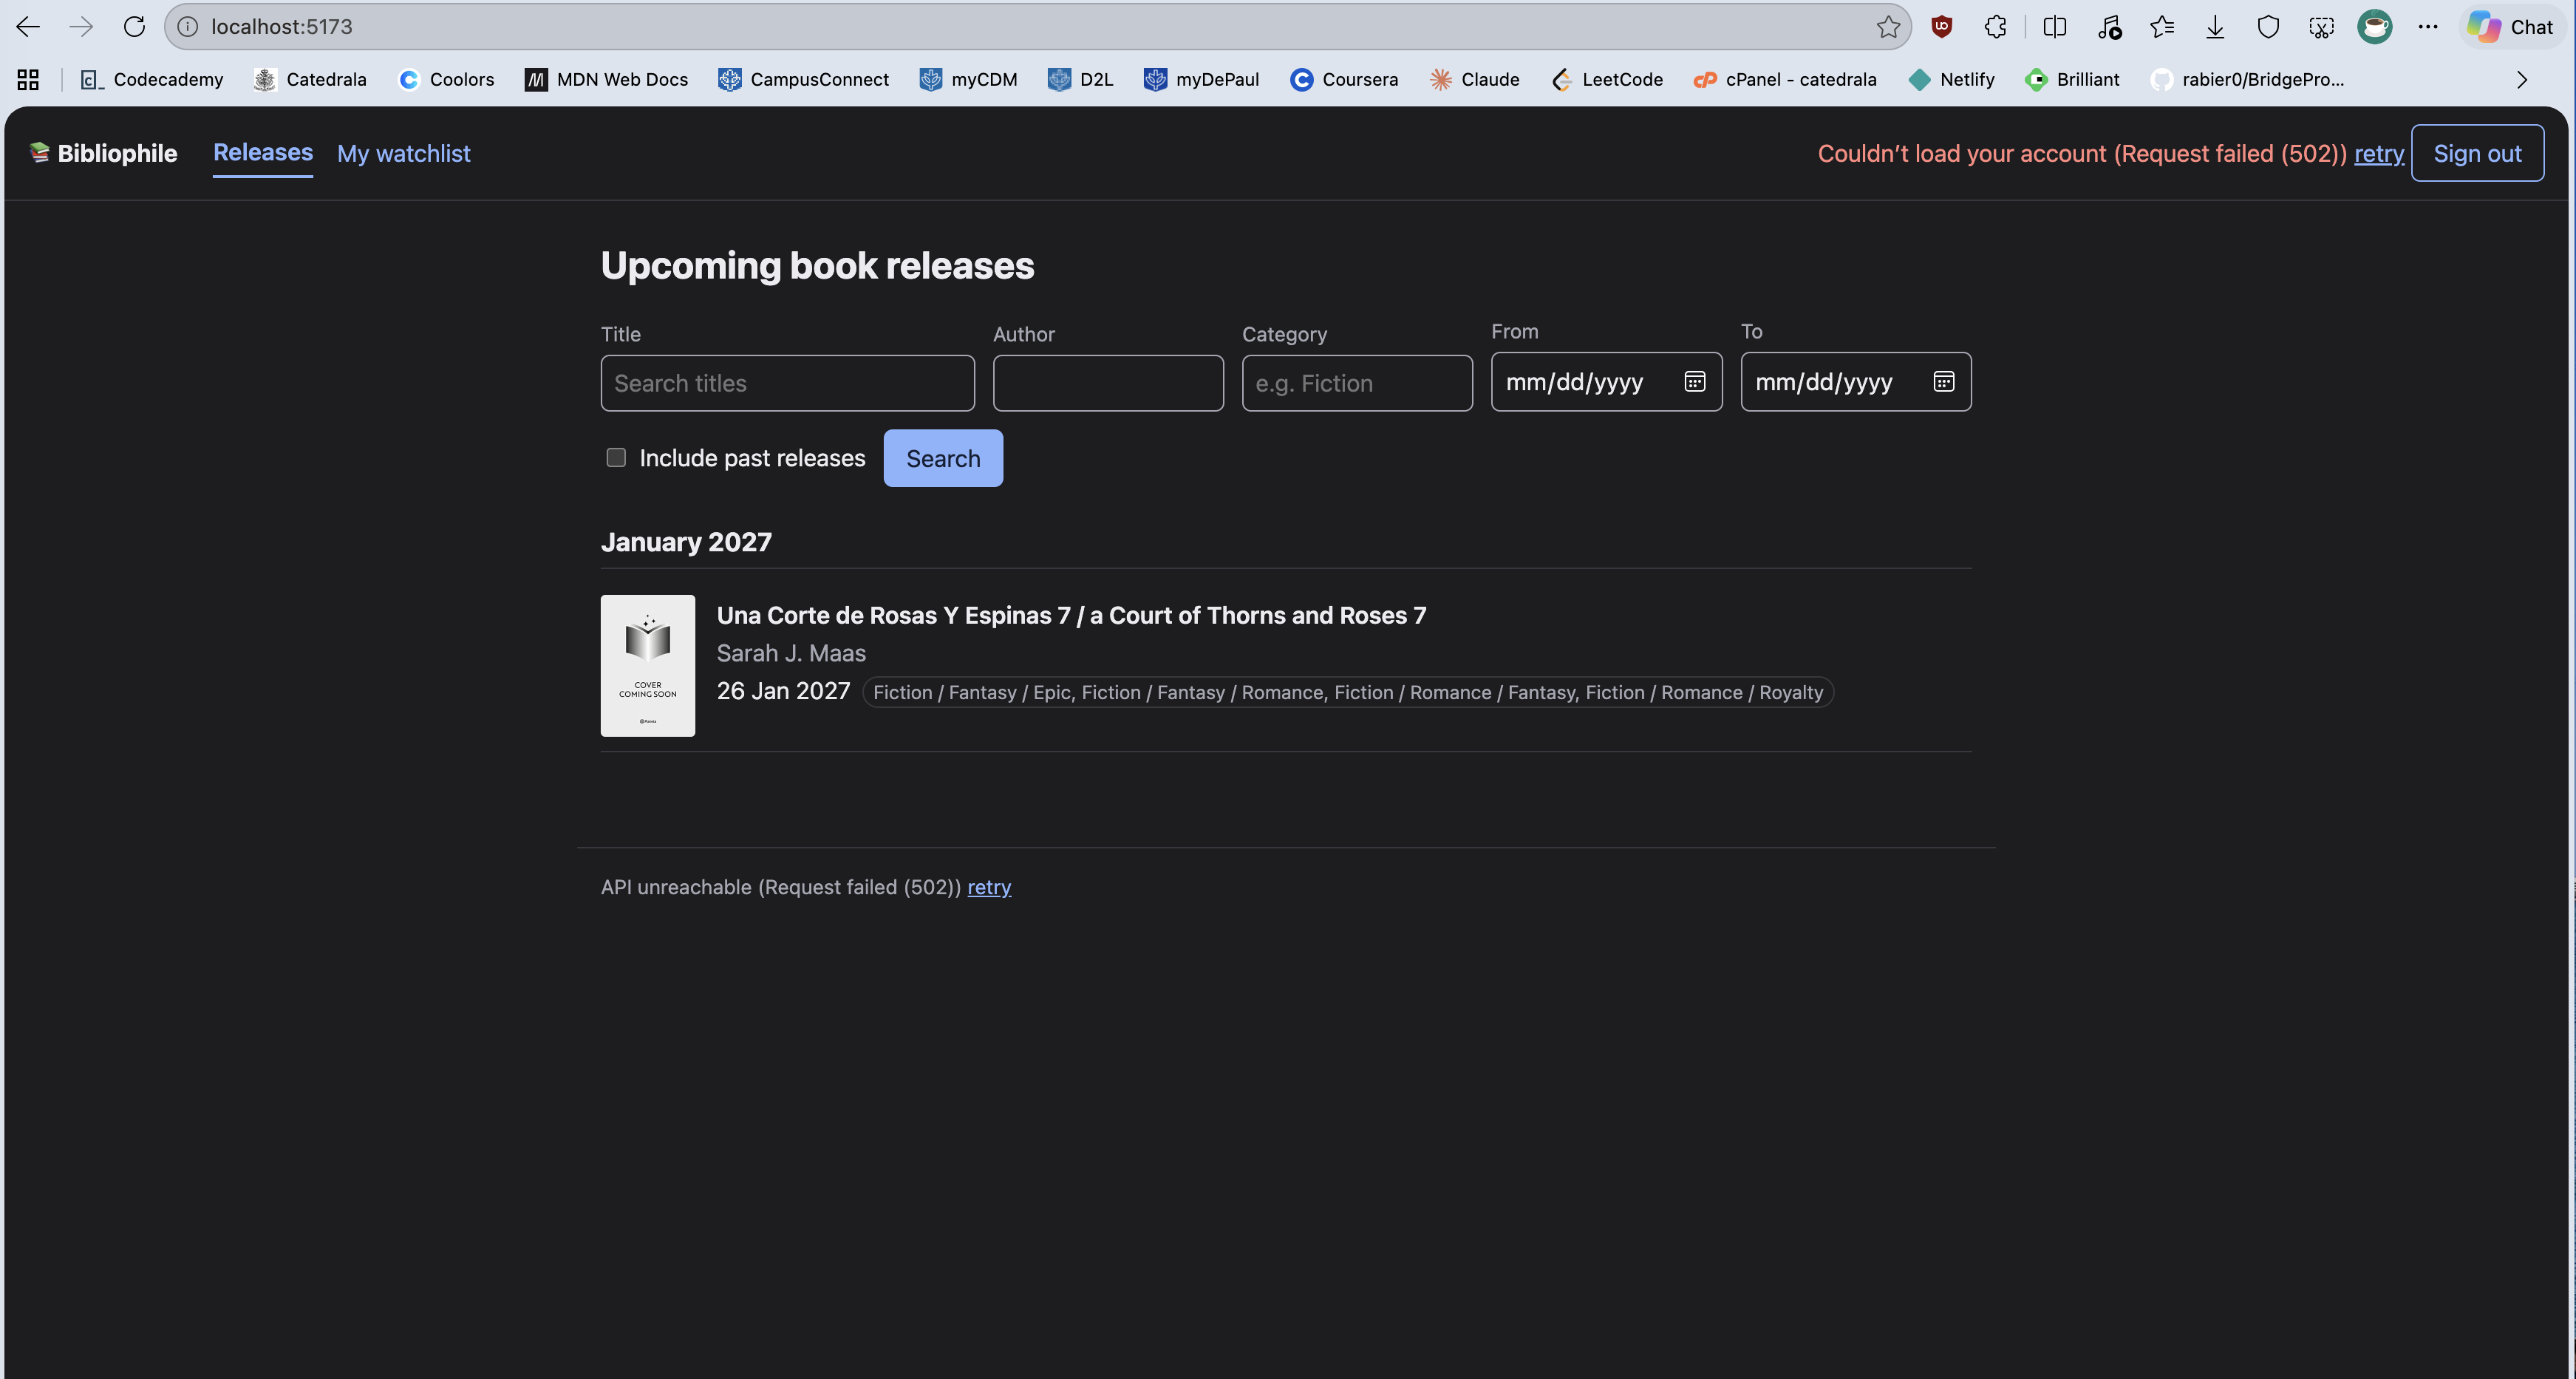 localhost:5173
Chat
Codecademy Catedrala Coolors MDN Web Docs CampusConnect myCDM D2L myDePaul Coursera Claude LeetCode cPanel - catedrala Netlify Brilliant rabier0/BridgePro...
Bibliophile Releases My watchlist Couldn’t load your account (Request failed (502)) retry Sign out
Upcoming book releases
Title Author Category From To
Search titles e.g. Fiction mm/dd/yyyy mm/dd/yyyy
Include past releases Search
January 2027
COVER
COMING SOON
Una Corte de Rosas Y Espinas 7 / a Court of Thorns and Roses 7
Sarah J. Maas
26 Jan 2027 Fiction / Fantasy / Epic, Fiction / Fantasy / Romance, Fiction / Romance / Fantasy, Fiction / Romance / Royalty
API unreachable (Request failed (502)) retry